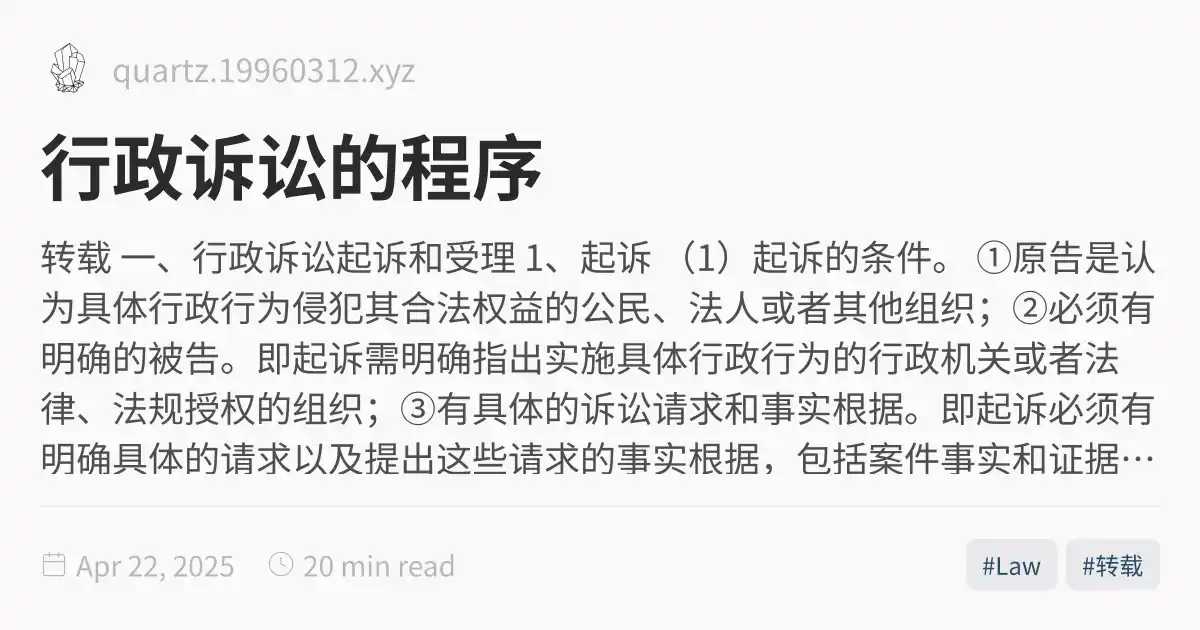 quartz.19960312.xyz
行政诉讼的程序
转载 一、行政诉讼起诉和受理 1、起诉 （1）起诉的条件。 ①原告是认
为具体行政行为侵犯其合法权益的公民、法人或者其他组织；②必须有
明确的被告。即起诉需明确指出实施具体行政行为的行政机关或者法
律、法规授权的组织；③有具体的诉讼请求和事实根据。即起诉必须有
明确具体的请求以及提出这些请求的事实根据，包括案件事实和证据…
Apr 22, 2025 20 min read #Law #转载